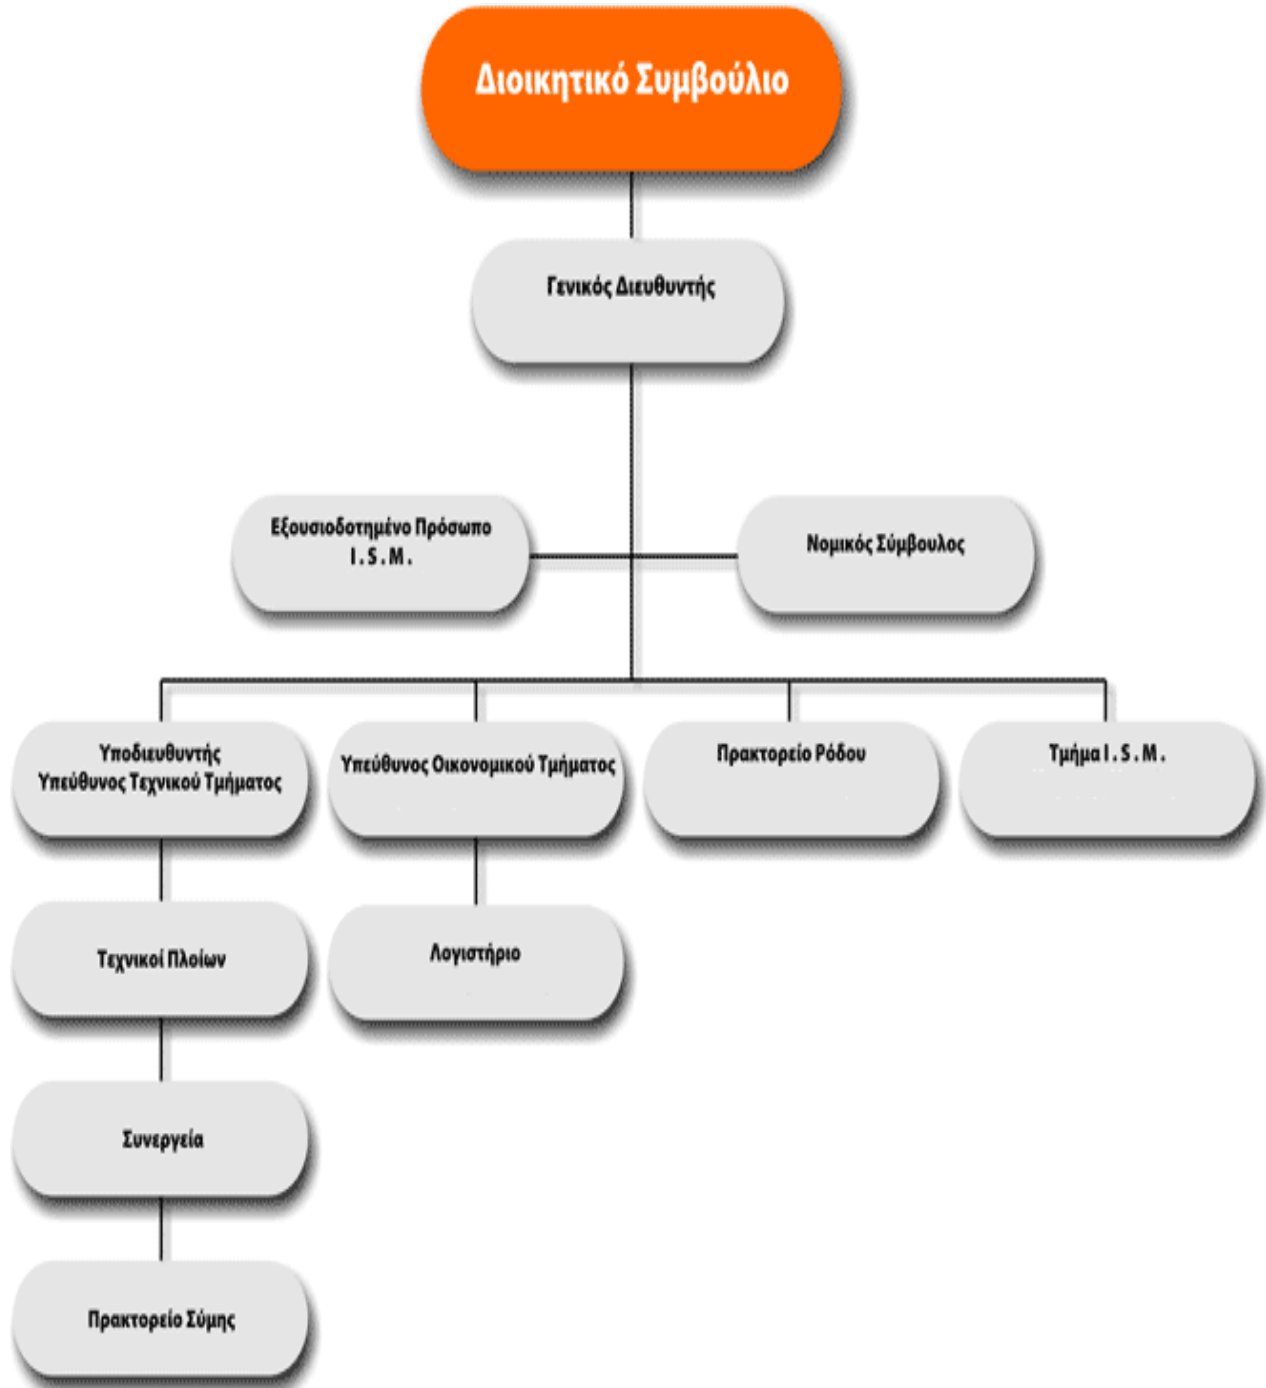 Διοικητικό Συμβούλιο
Γενικός Διευθυντής
Εξουσιοδοτημένο Πρόσωπο
I . S . M .
Νομικός Σύμβουλος
Υποδιευθυντής
Υπεύθυνος Τεχνικού Τμήματος
Υπεύθυνος Οικονομικού Τμήματος
Πρακτορείο Ρόδου
Τμήμα I . S . M .
Τεχνικοί Πλοίων
Λογιστήριο
Συνεργεία
Πρακτορείο Σύμης